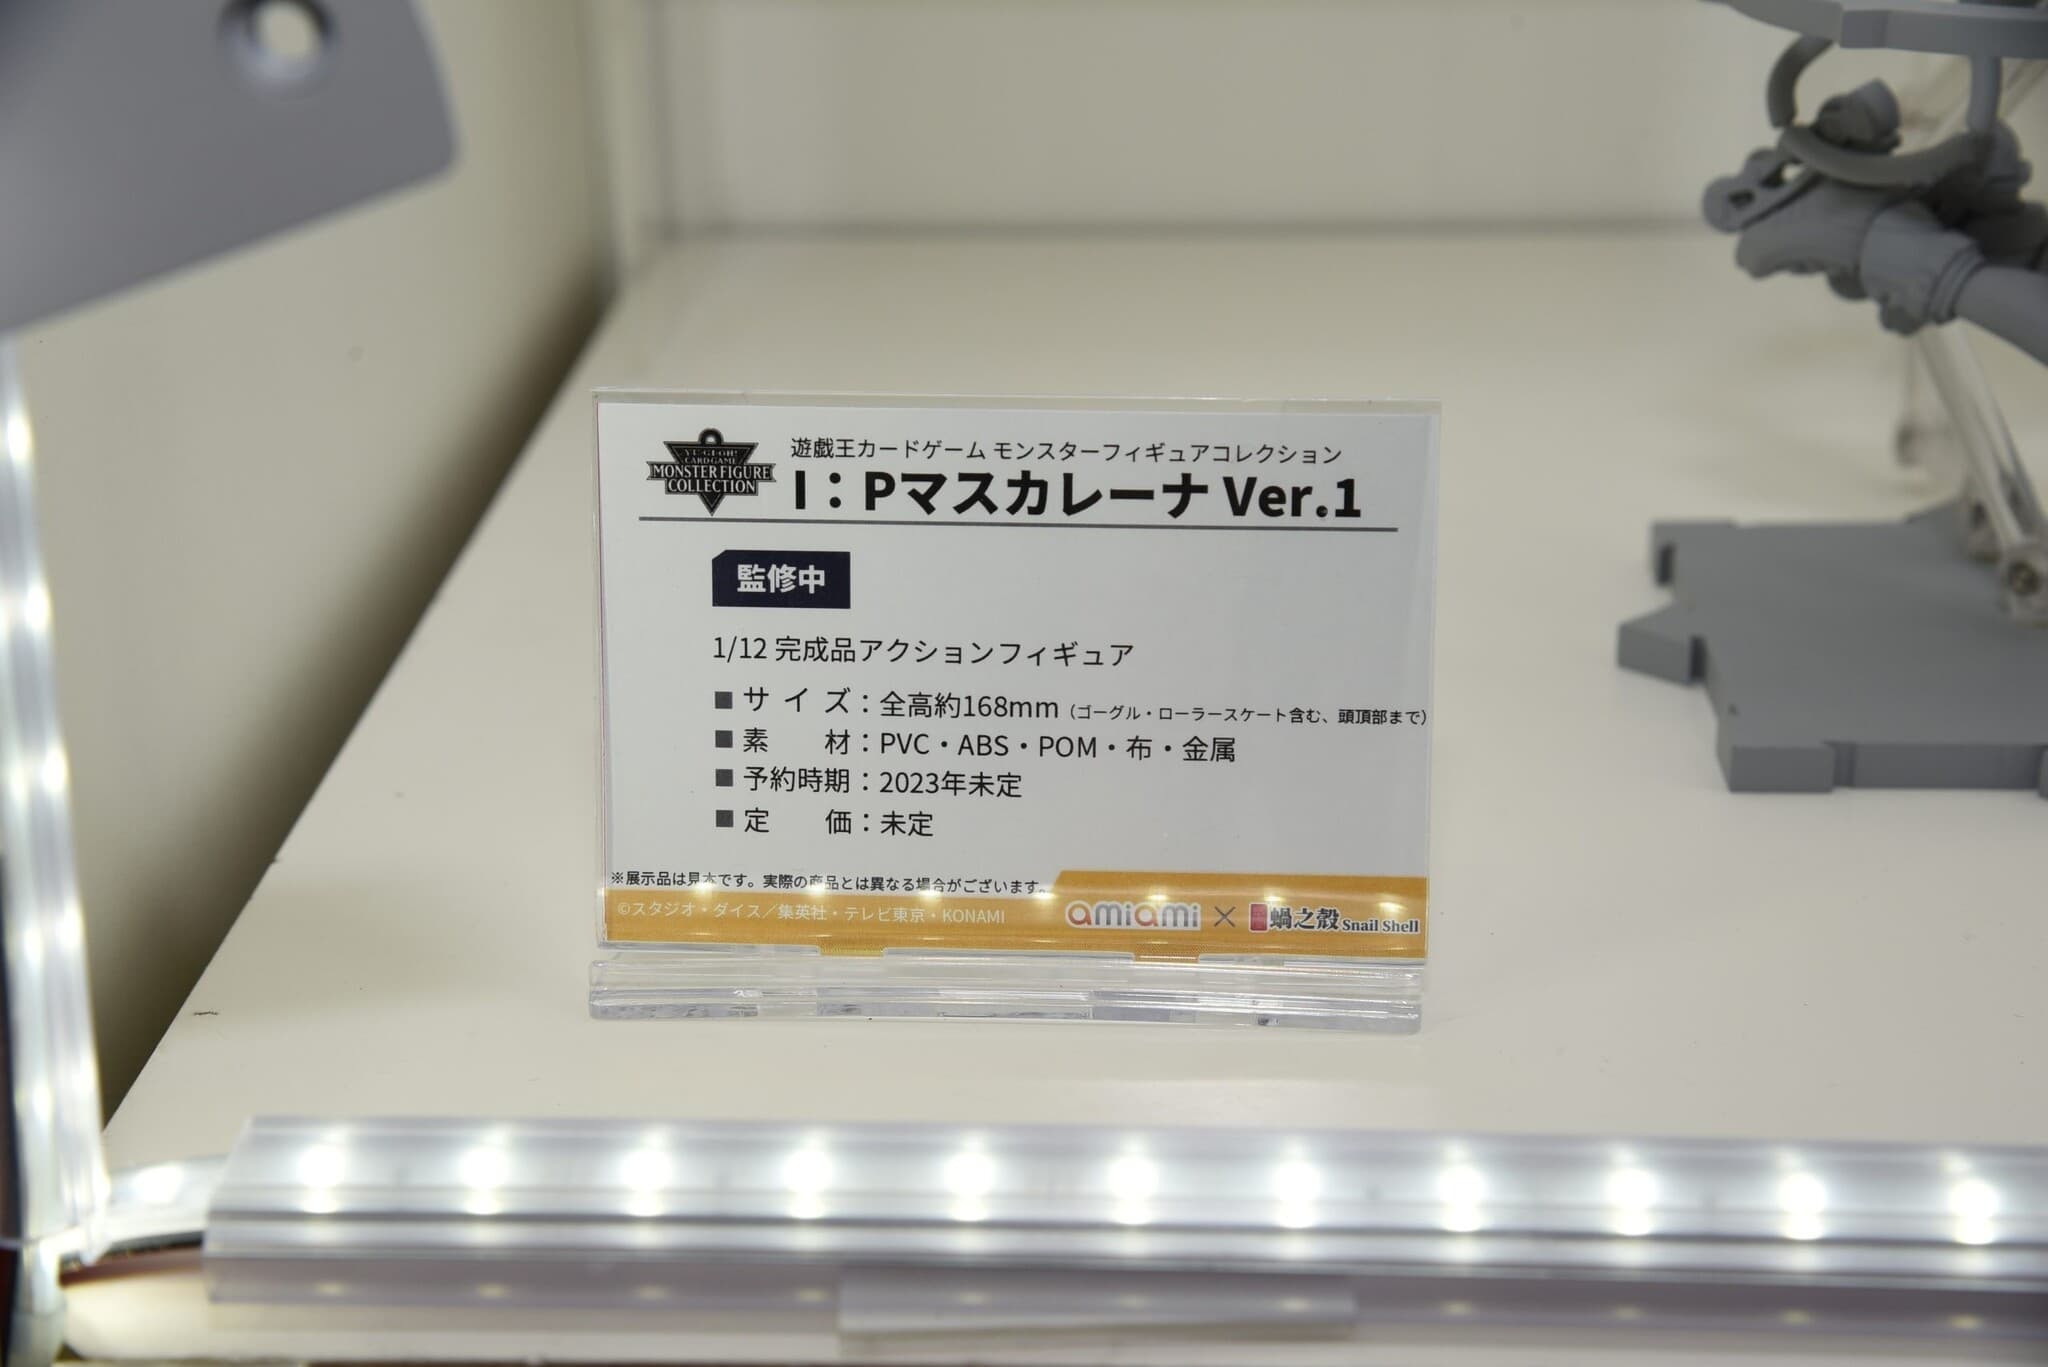 YU-GI-OH!
CARD GAME
MONSTER FIGURE
COLLECTION
遊戯王カードゲーム モンスターフィギュアコレクション
I：Pマスカレーナ Ver.1
監修中
1/12 完成品アクションフィギュア
■ サイズ：全高約168mm（ゴーグル・ローラースケート含む、頭頂部まで）
■ 素材：PVC・ABS・POM・布・金属
■ 予約時期：2023年未定
■ 定価：未定
※展示品は見本です。実際の商品とは異なる場合がございます。
©スタジオ・ダイス／集英社・テレビ東京・KONAMI
amiami × 蝸之殻 Snail Shell